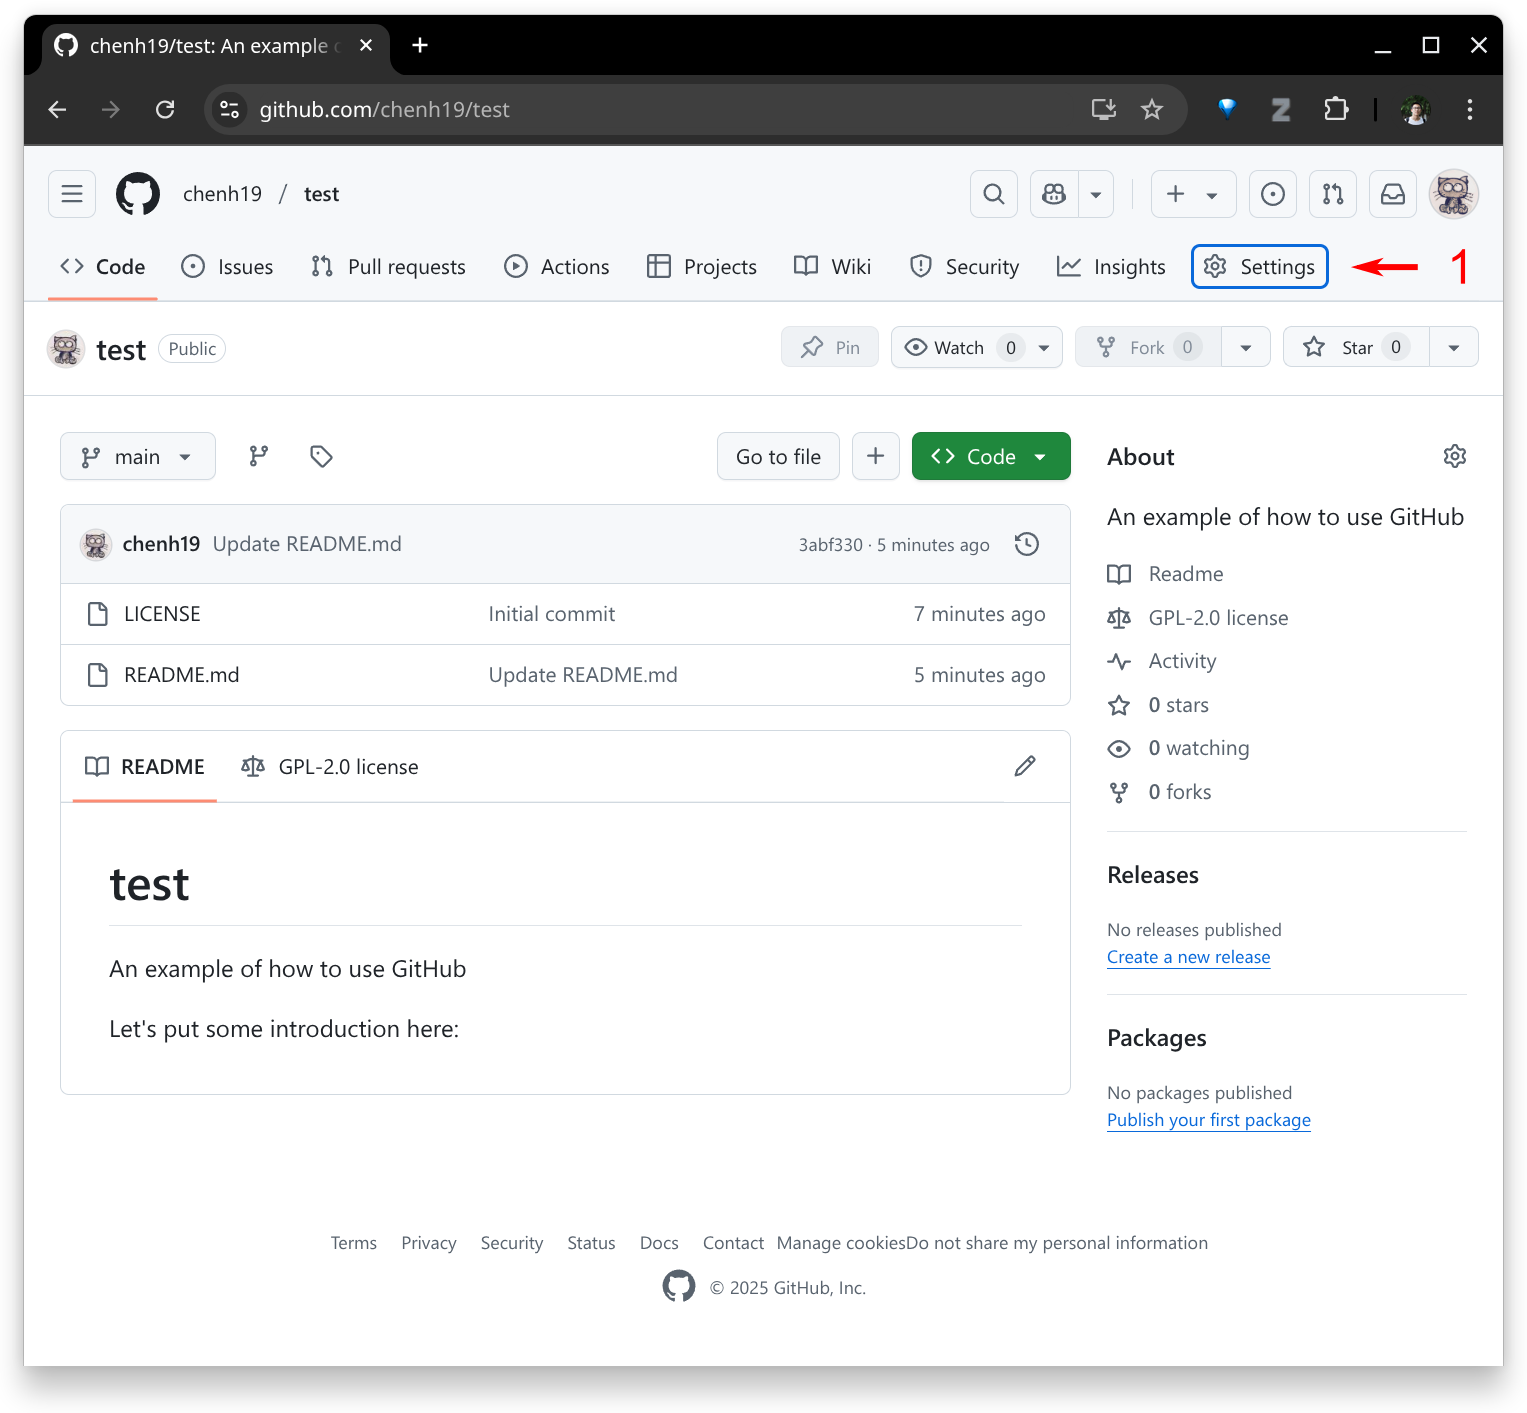 chenh19/test: An example
github.com/chenh19/test
chenh19 / test
Code Issues Pull requests Actions Projects Wiki Security Insights Settings 1
test Public Pin Watch 0 Fork 0 Star 0
main Go to file Code
chenh19 Update README.md 3abf330 · 5 minutes ago
LICENSE Initial commit 7 minutes ago
README.md Update README.md 5 minutes ago
README GPL-2.0 license
test
An example of how to use GitHub
Let's put some introduction here:
About
An example of how to use GitHub
Readme
GPL-2.0 license
Activity
0 stars
0 watching
0 forks
Releases
No releases published
Create a new release
Packages
No packages published
Publish your first package
Terms Privacy Security Status Docs Contact Manage cookies Do not share my personal information
© 2025 GitHub, Inc.